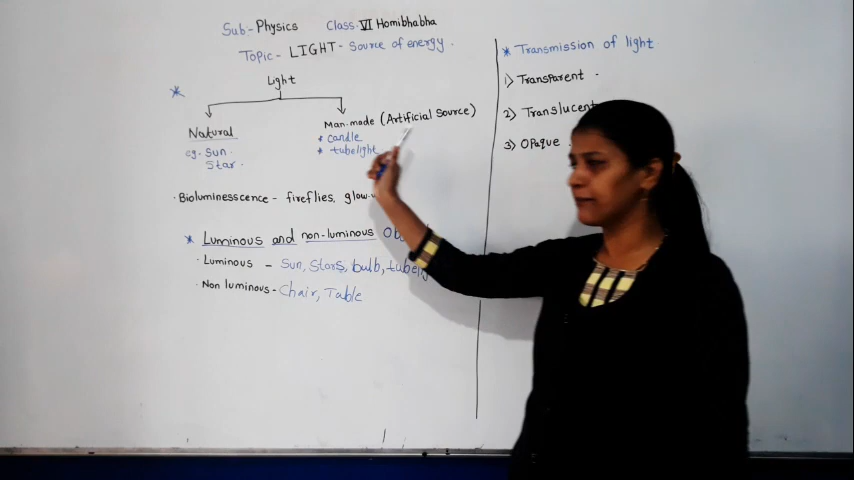 Sub- Physics Class-VI Homibhabha
Topic- LIGHT- Source of energy.
* Light
Natural
eg. Sun.
Star.
Man-made (Artificial Source)
* candle
* tubelight
· Bioluminesscence - fireflies, glow-
* Luminous and non-luminous
· Luminous - Sun, Stars, bulb,
· Non luminous - Chair, Table
* Transmission of light
1) Transparent
2) Translucent
3) Opaque